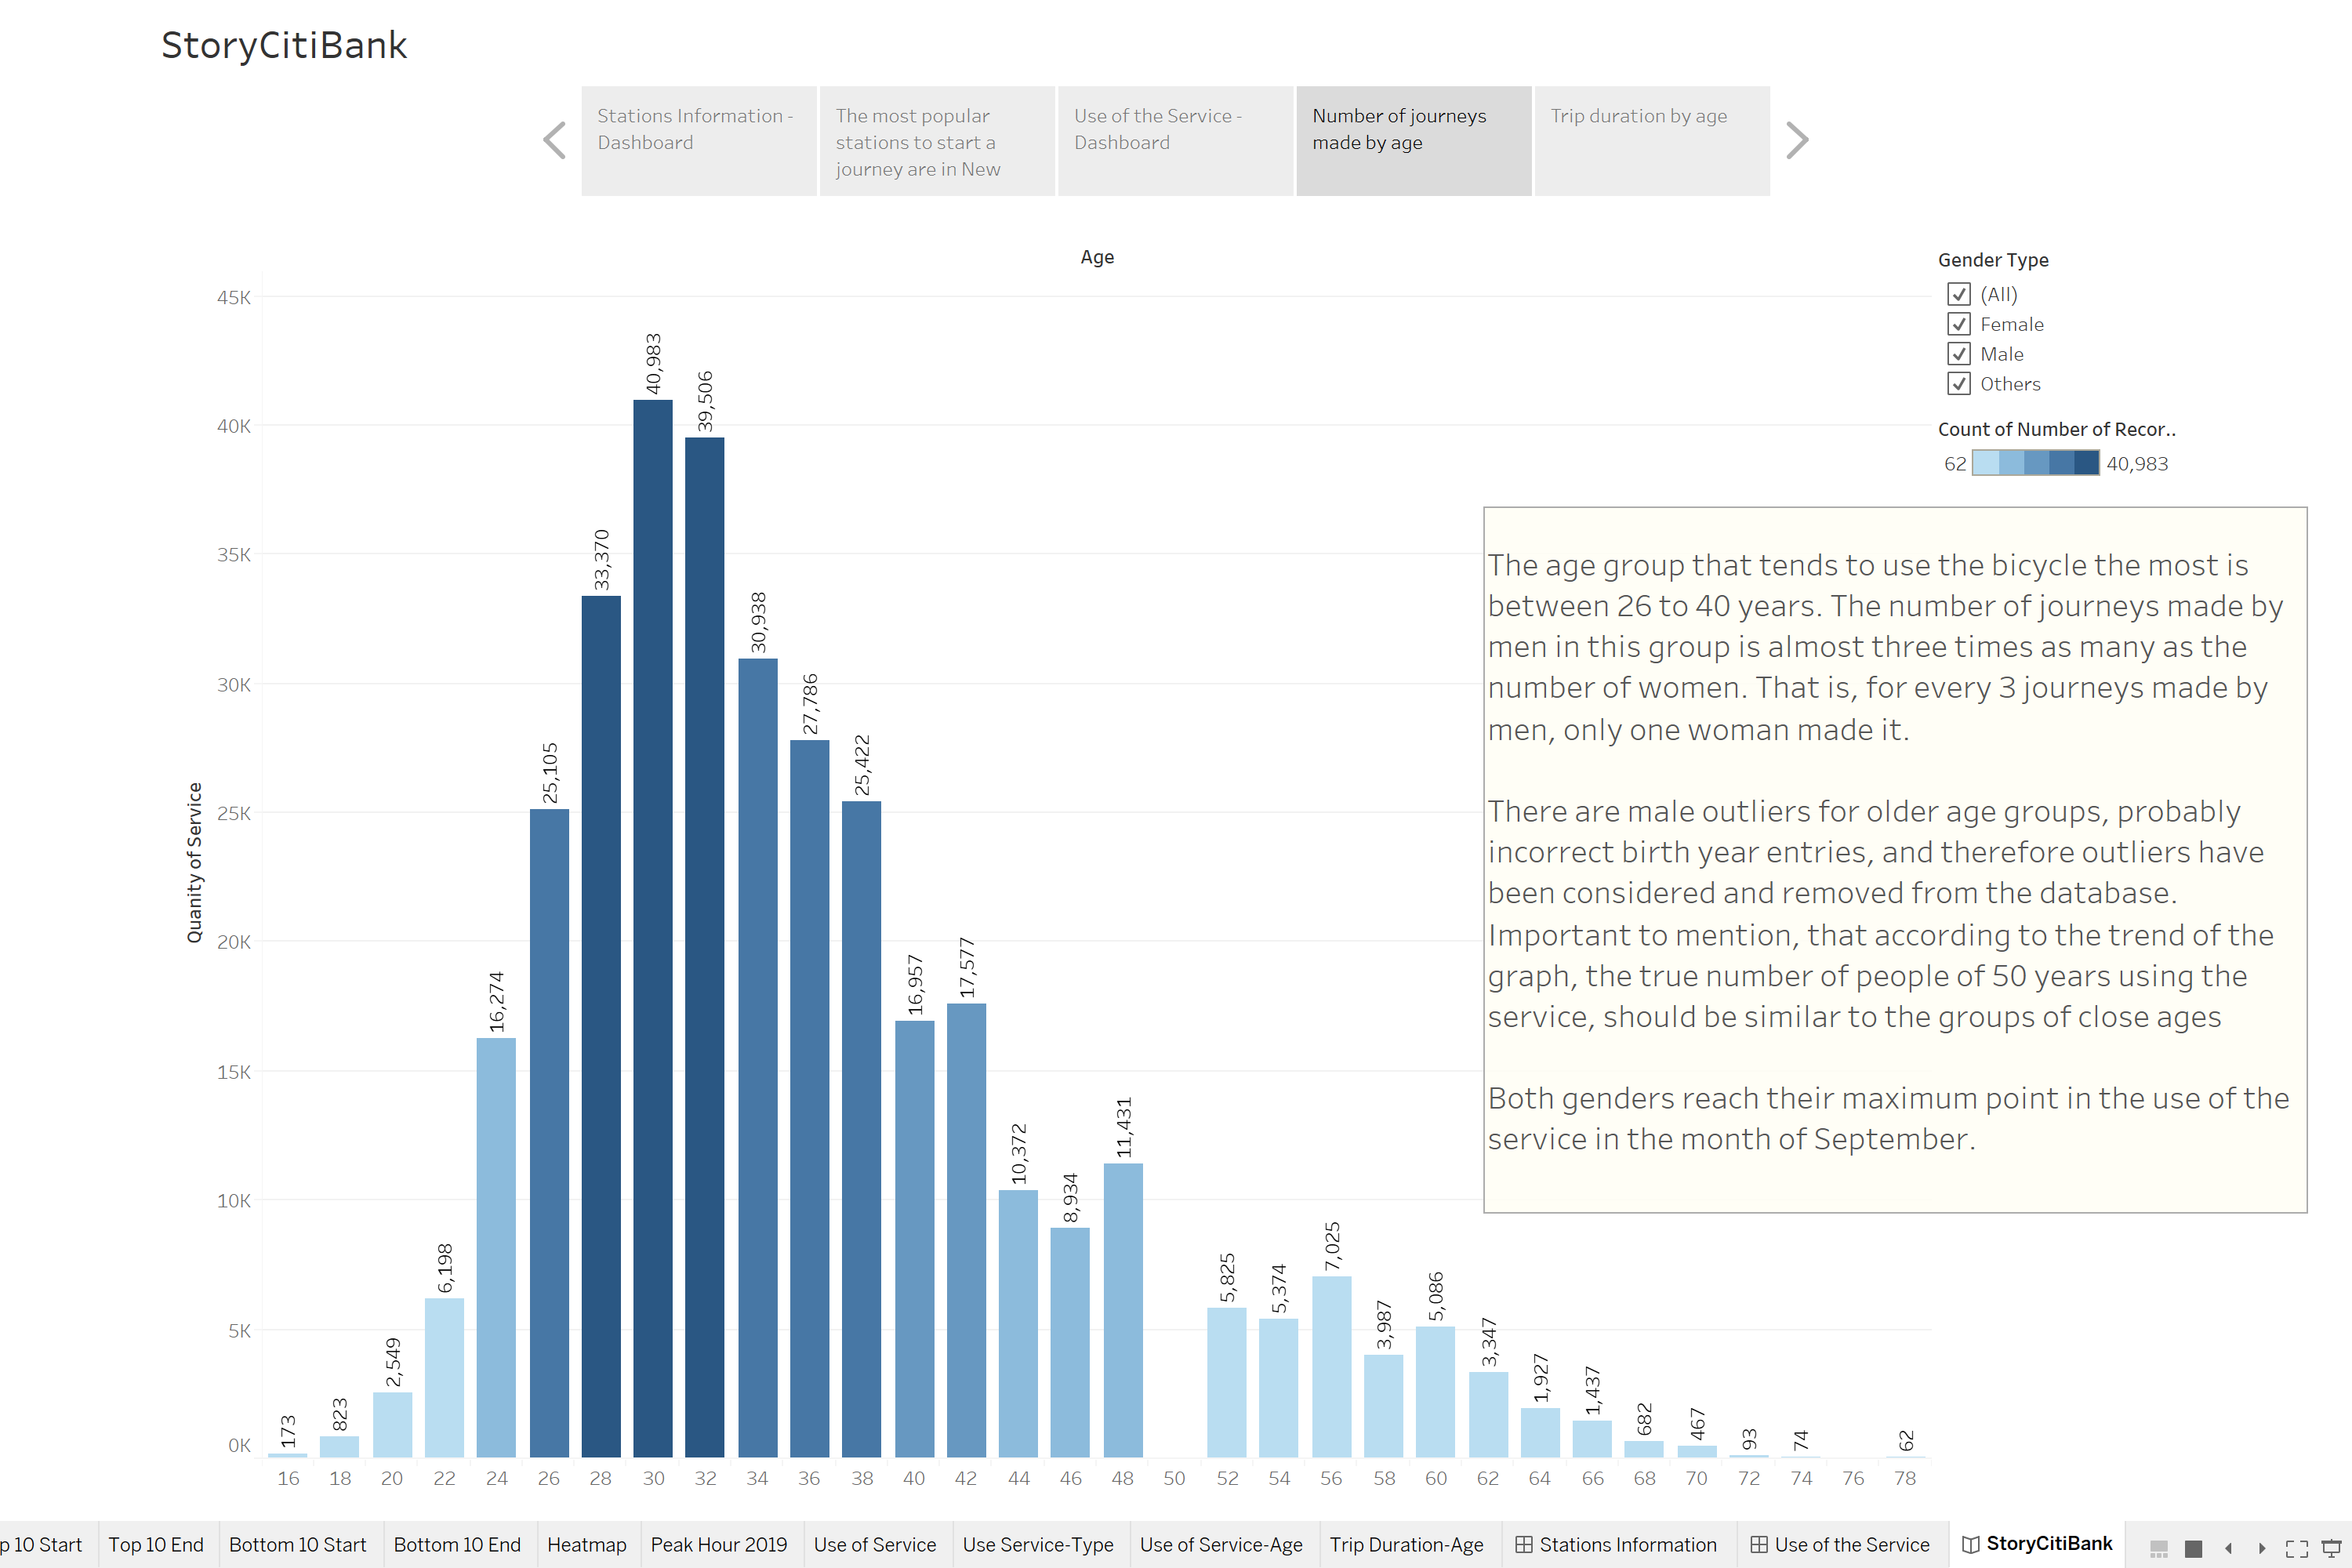 StoryCitiBank
Stations Information -
Dashboard
The most popular
stations to start a
journey are in New
Use of the Service -
Dashboard
Number of journeys
made by age
Trip duration by age
Age
Gender Type
(All)
Female
Male
Others
Count of Number of Recor..
62
40,983
45K
40K
35K
30K
25K
20K
15K
10K
5K
0K
Quantity of Service
173
823
2,549
6,198
16,274
25,105
33,370
40,983
39,506
30,938
27,786
25,422
16,957
17,577
10,372
8,934
11,431
5,825
5,374
7,025
3,987
5,086
3,347
1,927
1,437
682
467
93
74
62
The age group that tends to use the bicycle the most is
between 26 to 40 years. The number of journeys made by
men in this group is almost three times as many as the
number of women. That is, for every 3 journeys made by
men, only one woman made it.
There are male outliers for older age groups, probably
incorrect birth year entries, and therefore outliers have
been considered and removed from the database.
Important to mention, that according to the trend of the
graph, the true number of people of 50 years using the
service, should be similar to the groups of close ages
Both genders reach their maximum point in the use of the
service in the month of September.
16 18 20 22 24 26 28 30 32 34 36 38 40 42 44 46 48 50 52 54 56 58 60 62 64 66 68 70 72 74 76 78
p 10 Start Top 10 End Bottom 10 Start Bottom 10 End Heatmap Peak Hour 2019 Use of Service Use Service-Type Use of Service-Age Trip Duration-Age Stations Information Use of the Service StoryCitiBank